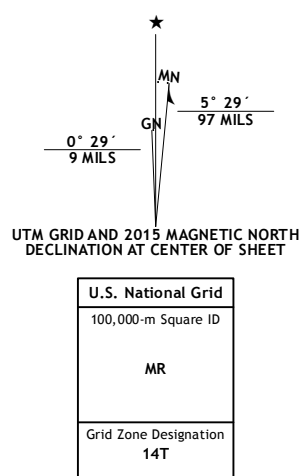 MN
GN
5° 29´
97 MILS
0° 29´
9 MILS
UTM GRID AND 2015 MAGNETIC NORTH
DECLINATION AT CENTER OF SHEET
U.S. National Grid
100,000-m Square ID
MR
Grid Zone Designation
14T